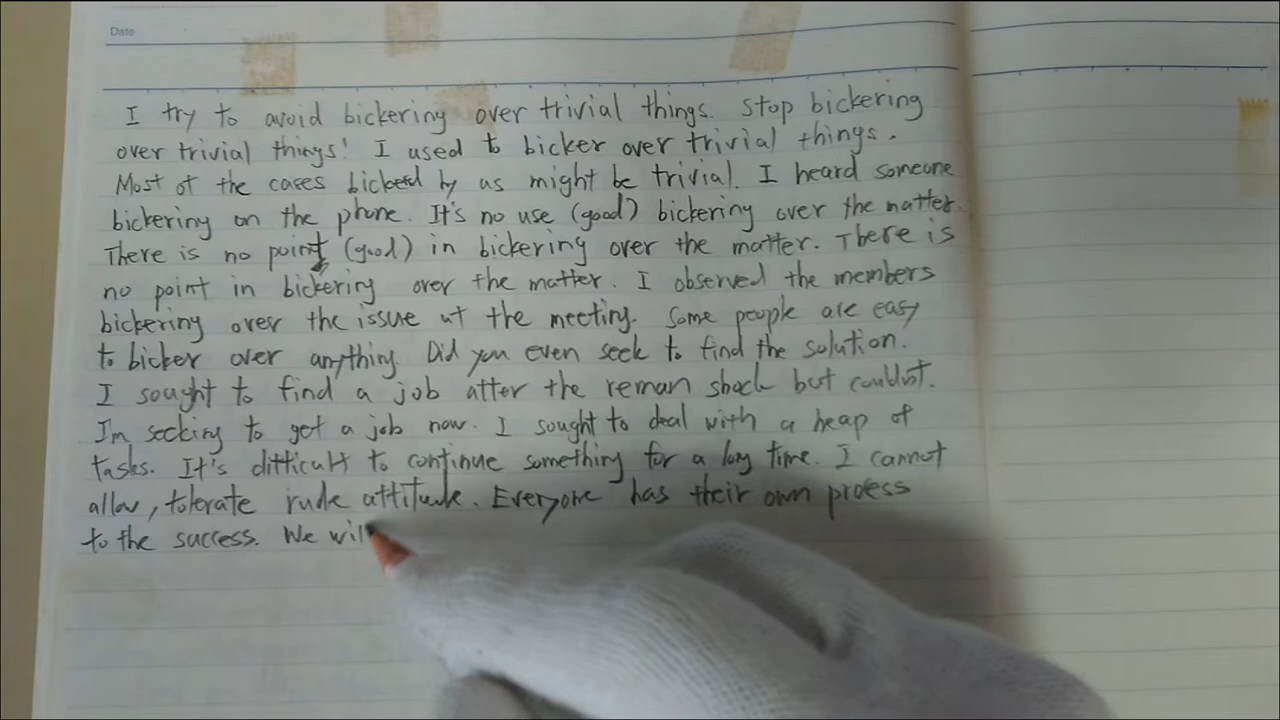 Date
I try to avoid bickering over trivial things. Stop bickering
over trivial things! I used to bicker over trivial things.
Most of the cases bickered by us might be trivial. I heard someone
bickering on the phone. It's no use (good) bickering over the matter.
There is no point (good) in bickering over the matter. There is
no point in bickering over the matter. I observed the members
bickering over the issue at the meeting. Some people are easy
to bicker over anything. Did you even seek to find the solution.
I sought to find a job after the reman shock but couldn't.
I'm seeking to get a job now. I sought to deal with a heap of
tasks. It's difficult to continue something for a long time. I cannot
allow, tolerate rude attitude. Everyone has their own process
to the success. We wil